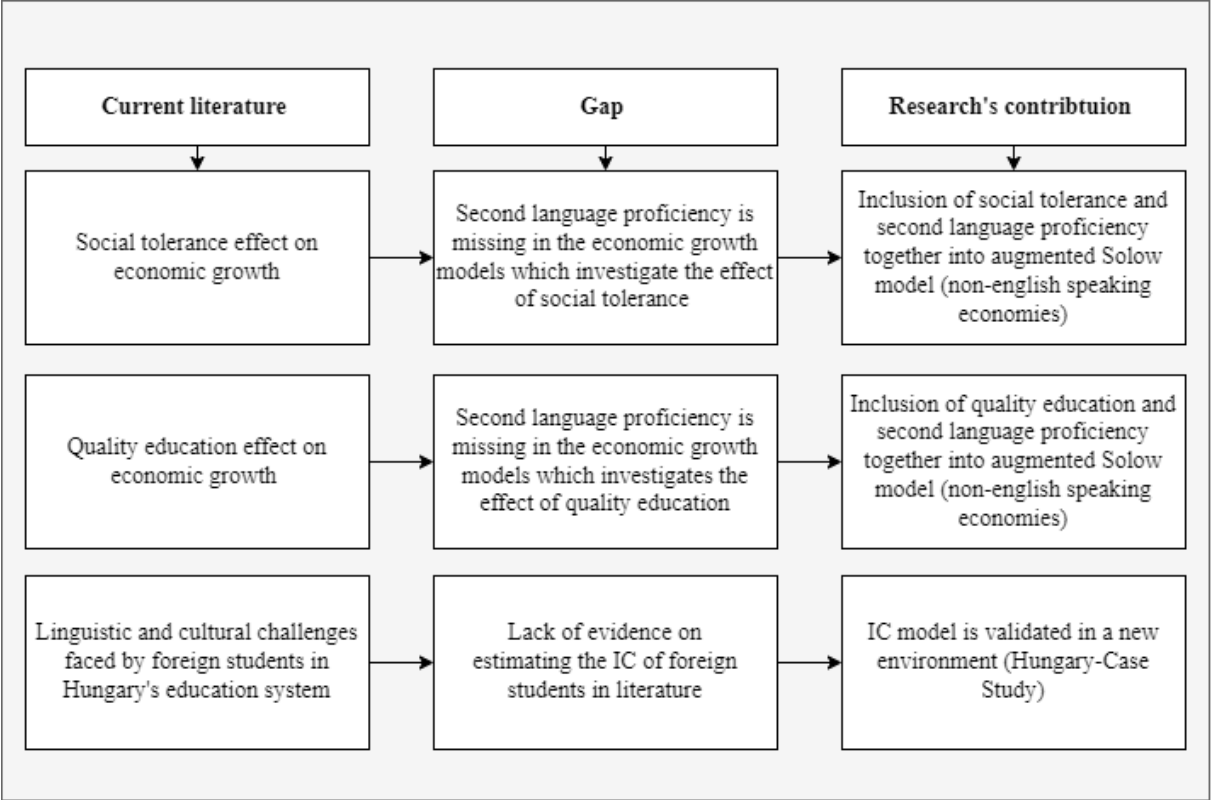 Current literature
Gap
Research's contribtuion
Social tolerance effect on
economic growth
Second language proficiency is
missing in the economic growth
models which investigate the effect
of social tolerance
Inclusion of social tolerance and
second language proficiency
together into augmented Solow
model (non-english speaking
economies)
Quality education effect on
economic growth
Second language proficiency is
missing in the economic growth
models which investigates the
effect of quality education
Inclusion of quality education and
second language proficiency
together into augmented Solow
model (non-english speaking
economies)
Linguistic and cultural challenges
faced by foreign students in
Hungary's education system
Lack of evidence on
estimating the IC of foreign
students in literature
IC model is validated in a new
environment (Hungary-Case
Study)